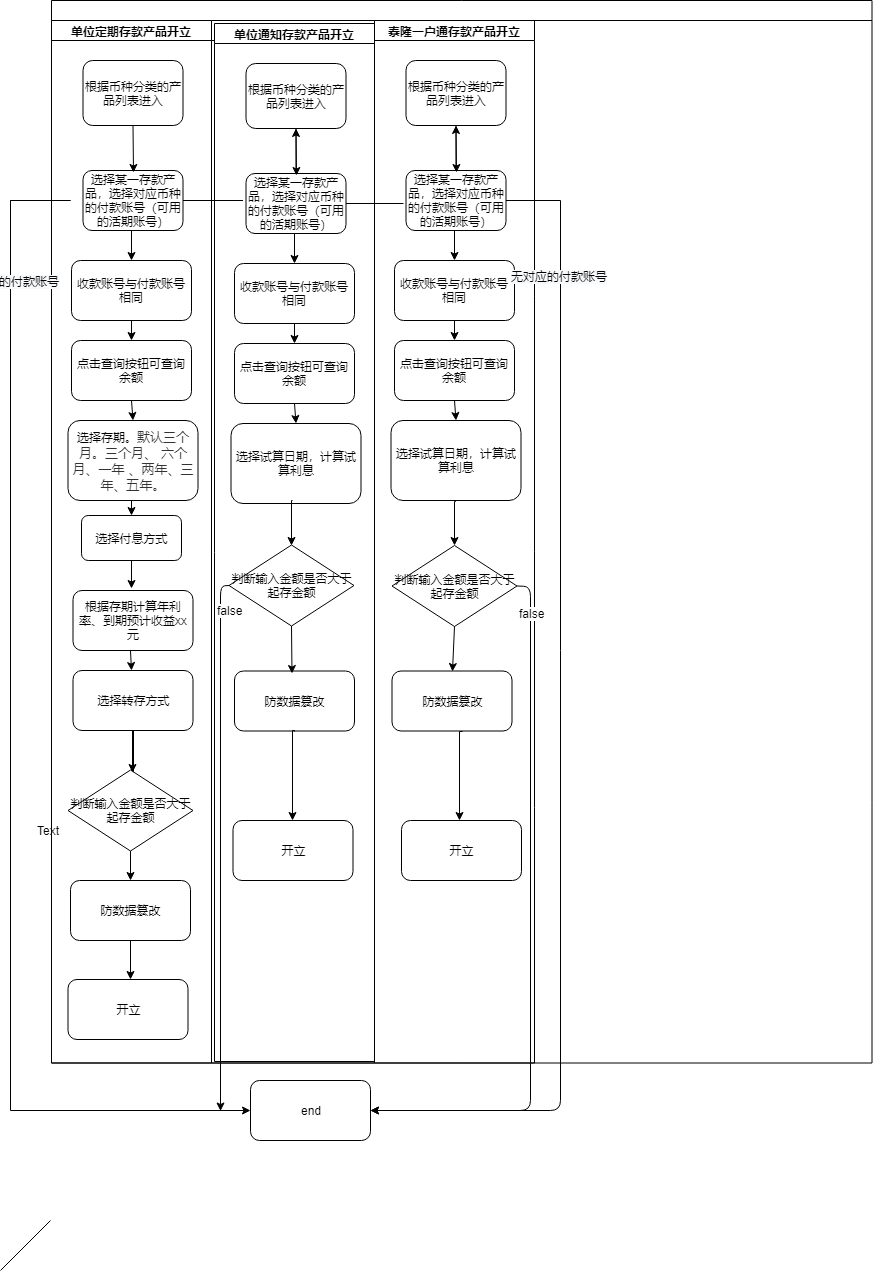 单位定期存款产品开立
根据币种分类的产
品列表进入
选择某一存款产
品，选择对应币种
的付款账号（可用
的活期账号）
的付款账号
收款账号与付款账号
相同
点击查询按钮可查询
余额
选择存期。默认三个
月。三个月、 六个
月、一年 、两年、三
年、五年。
选择付息方式
根据存期计算年利
率、到期预计收益xx
元
选择转存方式
判断输入金额是否大于
起存金额
Text
防数据篡改
开立
单位通知存款产品开立
根据币种分类的产
品列表进入
选择某一存款产
品，选择对应币种
的付款账号（可用
的活期账号）
收款账号与付款账号
相同
点击查询按钮可查询
余额
选择试算日期，计算试
算利息
判断输入金额是否大于
起存金额
false
防数据篡改
开立
泰隆一户通存款产品开立
根据币种分类的产
品列表进入
选择某一存款产
品，选择对应币种
的付款账号（可用
的活期账号）
无对应的付款账号
收款账号与付款账号
相同
点击查询按钮可查询
余额
选择试算日期，计算试
算利息
判断输入金额是否大于
起存金额
false
防数据篡改
开立
end